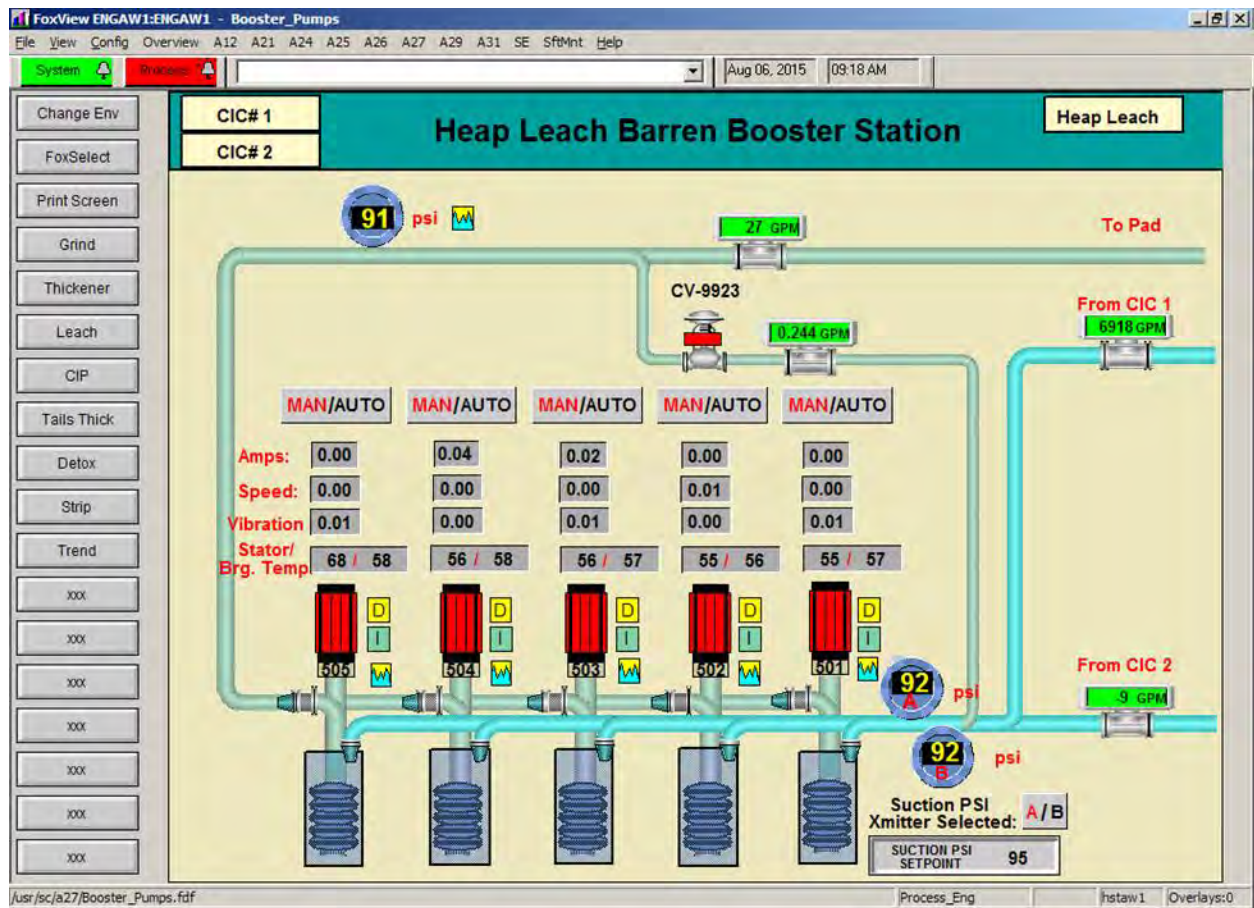 FoxView ENGAW1:ENGAW1 - Booster_Pumps
File View Config Overview A12 A21 A24 A25 A26 A27 A29 A31 SE SftMnt Help
System Process Aug 06, 2015 09:18 AM
Change Env
FoxSelect
Print Screen
Grind
Thickener
Leach
CIP
Tails Thick
Detox
Strip
Trend
xxx
xxx
xxx
xxx
xxx
xxx
xxx
CIC# 1
CIC# 2
Heap Leach Barren Booster Station
Heap Leach
91 psi
27 GPM
To Pad
CV-9923
0.244 GPM
From CIC 1
6918 GPM
MAN/AUTO MAN/AUTO MAN/AUTO MAN/AUTO MAN/AUTO
Amps: 0.00 0.04 0.02 0.00 0.00
Speed: 0.00 0.00 0.00 0.01 0.00
Vibration 0.01 0.00 0.01 0.00 0.01
Stator/
Brg. Temp 68 / 58 56 / 58 56 / 57 55 / 56 55 / 57
D D D D D
I I I I I
505 504 503 502 501
92 A psi
From CIC 2
-9 GPM
92 B psi
Suction PSI
Xmitter Selected: A/B
SUCTION PSI
SETPOINT 95
/usr/sc/a27/Booster_Pumps.fdf Process_Eng hstaw1 Overlays:0